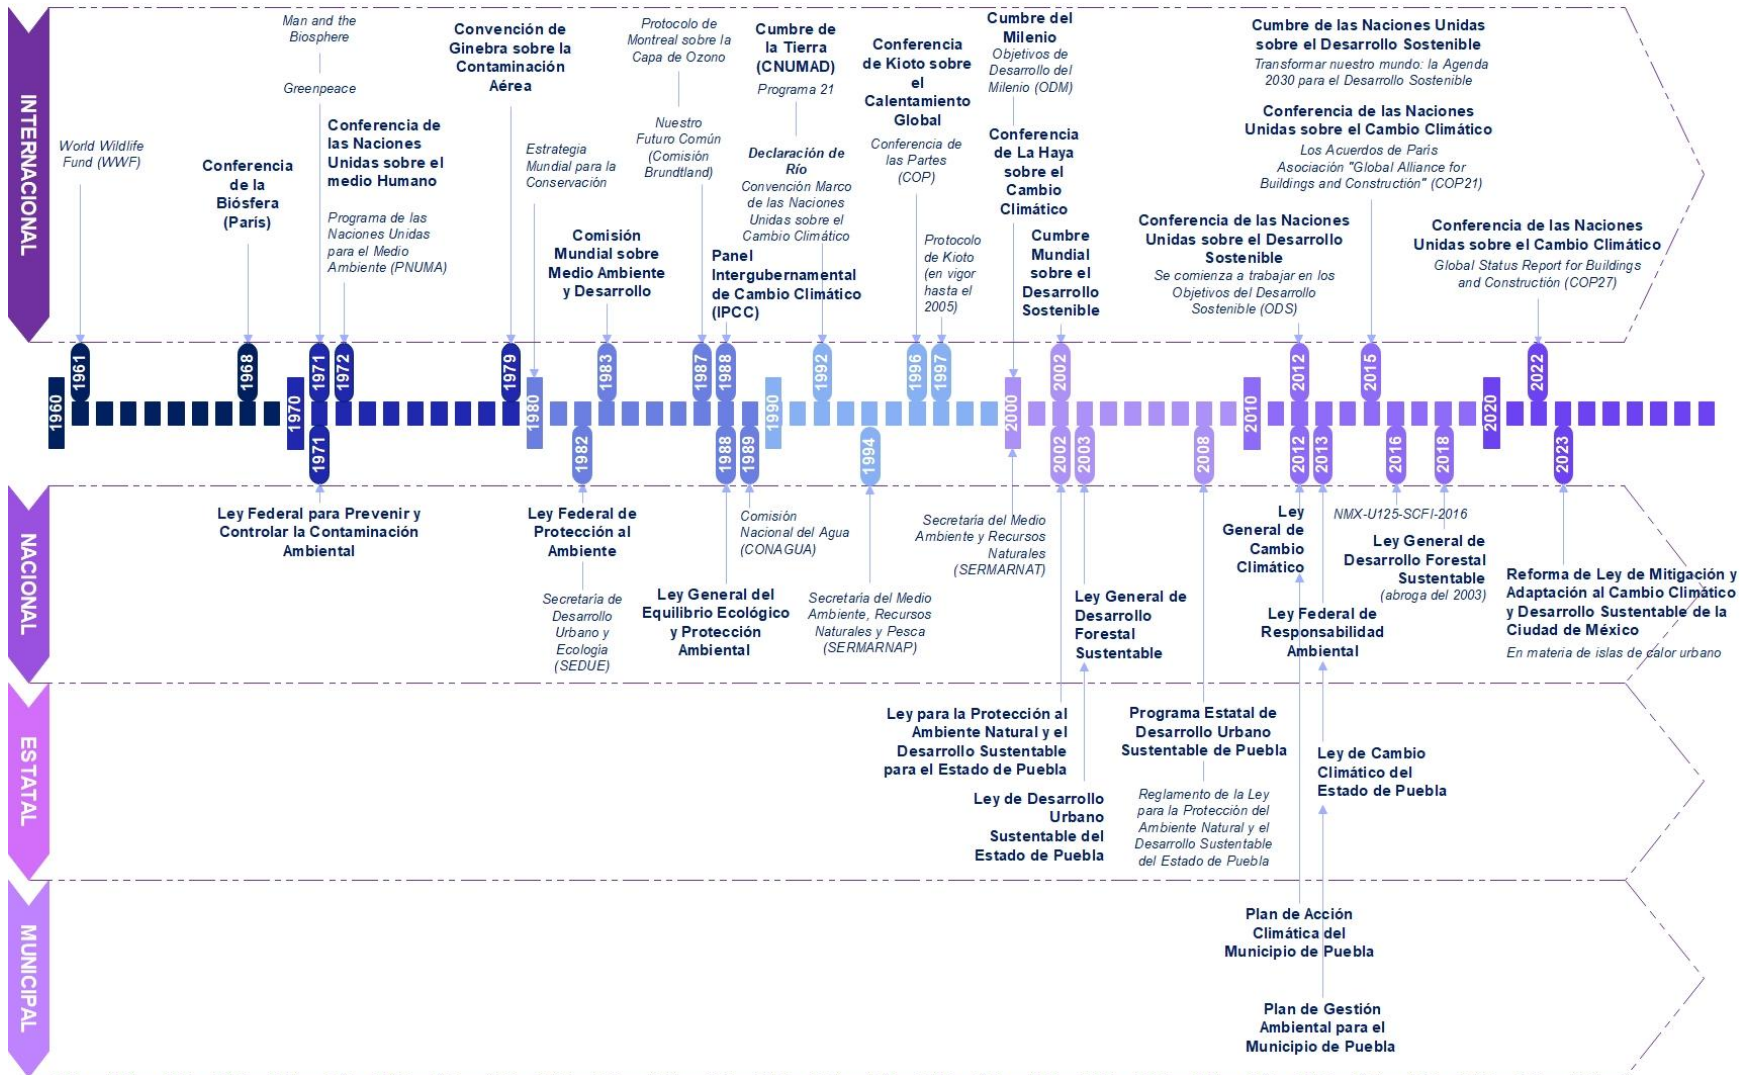 INTERNACIONAL
World Wildlife
Fund (WWF)
Conferencia
de la
Biósfera
(París)
Man and the
Biosphere
Greenpeace
Conferencia de
las Naciones
Unidas sobre el
medio Humano
Programa de las
Naciones Unidas
para el Medio
Ambiente (PNUMA)
Convención de
Ginebra sobre la
Contaminación
Aérea
Estrategia
Mundial para la
Conservación
Comisión
Mundial sobre
Medio Ambiente
y Desarrollo
Protocolo de
Montreal sobre la
Capa de Ozono
Nuestro
Futuro Común
(Comisión
Brundtland)
Panel
Intergubernamental
de Cambio Climático
(IPCC)
Cumbre de
la Tierra
(CNUMAD)
Programa 21
Declaración de
Río
Convención Marco
de las Naciones
Unidas sobre el
Cambio Climático
Conferencia
de Kioto sobre
el
Calentamiento
Global
Conferencia de
las Partes
(COP)
Protocolo
de Kioto
(en vigor
hasta el
2005)
Cumbre del
Milenio
Objetivos de
Desarrollo del
Milenio (ODM)
Conferencia
de La Haya
sobre el
Cambio
Climático
Cumbre
Mundial
sobre el
Desarrollo
Sostenible
Cumbre de las Naciones Unidas
sobre el Desarrollo Sostenible
Transformar nuestro mundo: la Agenda
2030 para el Desarrollo Sostenible
Conferencia de las Naciones
Unidas sobre el Cambio Climático
Los Acuerdos de París
Asociación "Global Alliance for
Buildings and Constructión" (COP21)
Conferencia de las Naciones
Unidas sobre el Desarrollo
Sostenible
Se comienza a trabajar en los
Objetivos del Desarrollo
Sostenible (ODS)
Conferencia de las Naciones
Unidas sobre el Cambio Climático
Global Status Report for Buildings
and Constructión (COP27)
1960
1961
1968
1970
1971
1972
1979
1980
1983
1987
1988
1990
1992
1996
1997
2000
2002
2010
2012
2015
2020
2022
1971
1982
1988
1989
1994
2002
2003
2008
2012
2013
2016
2018
2023
NACIONAL
Ley Federal para Prevenir y
Controlar la Contaminación
Ambiental
Ley Federal de
Protección al
Ambiente
Secretaría de
Desarrollo
Urbano y
Ecología
(SEDUE)
Ley General del
Equilibrio Ecológico
y Protección
Ambiental
Comisión
Nacional del Agua
(CONAGUA)
Secretaría del Medio
Ambiente, Recursos
Naturales y Pesca
(SERMARNAP)
Secretaría del Medio
Ambiente y Recursos
Naturales
(SERMARNAT)
Ley General de
Desarrollo
Forestal
Sustentable
Ley
General de
Cambio
Climático
Ley Federal de
Responsabilidad
Ambiental
NMX-U125-SCFI-2016
Ley General de
Desarrollo Forestal
Sustentable
(abroga del 2003)
Reforma de Ley de Mitigación y
Adaptación al Cambio Climático
y Desarrollo Sustentable de la
Ciudad de México
En materia de islas de calor urbano
ESTATAL
Ley para la Protección al
Ambiente Natural y el
Desarrollo Sustentable
para el Estado de Puebla
Ley de Desarrollo
Urbano
Sustentable del
Estado de Puebla
Programa Estatal de
Desarrollo Urbano
Sustentable de Puebla
Reglamento de la Ley
para la Protección del
Ambiente Natural y el
Desarrollo Sustentable
del Estado de Puebla
Ley de Cambio
Climático del
Estado de Puebla
MUNICIPAL
Plan de Acción
Climática del
Municipio de Puebla
Plan de Gestión
Ambiental para el
Municipio de Puebla